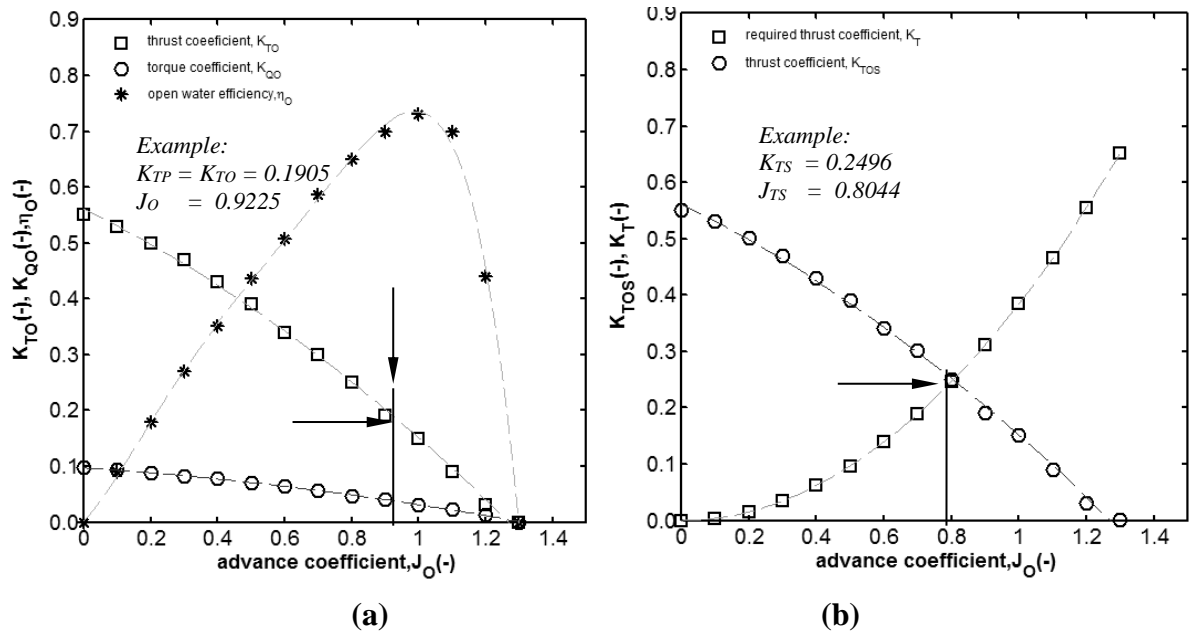 0.9
0.8
0.7
0.6
0.5
0.4
0.3
0.2
0.1
0.0
K_TO(-), K_QO(-),η_O(-)
thrust coeeficient, K_TO
torque coefficient, K_QO
open water efficiency,η_O
Example:
K_TP = K_TO = 0.1905
J_O = 0.9225
0 0.2 0.4 0.6 0.8 1.0 1.2 1.4
advance coefficient,J_O(-)
(a)
0.9
0.8
0.7
0.6
0.5
0.4
0.3
0.2
0.1
0.0
K_TOS(-), K_T(-)
required thrust coefficient, K_T
thrust coefficient, K_TOS
Example:
K_TS = 0.2496
J_TS = 0.8044
0 0.2 0.4 0.6 0.8 1 1.2 1.4
advance coefficient,J_O(-)
(b)